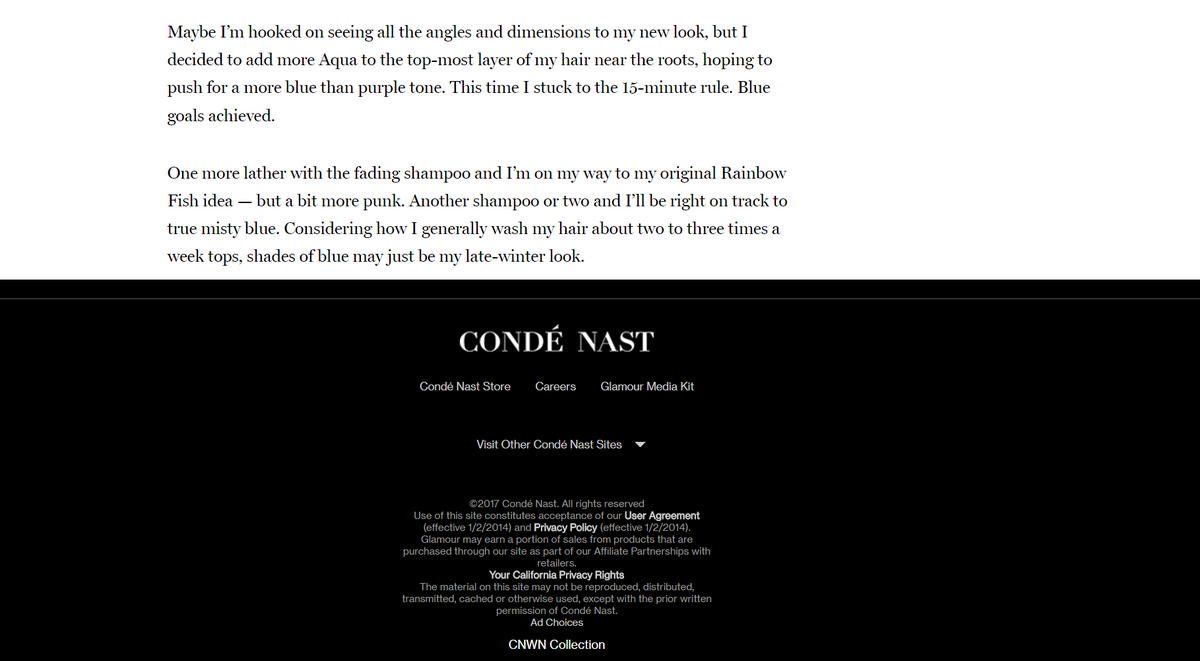 Maybe I’m hooked on seeing all the angles and dimensions to my new look, but I
decided to add more Aqua to the top-most layer of my hair near the roots, hoping to
push for a more blue than purple tone. This time I stuck to the 15-minute rule. Blue
goals achieved.
One more lather with the fading shampoo and I’m on my way to my original Rainbow
Fish idea — but a bit more punk. Another shampoo or two and I’ll be right on track to
true misty blue. Considering how I generally wash my hair about two to three times a
week tops, shades of blue may just be my late-winter look.
CONDÉ NAST
Condé Nast Store Careers Glamour Media Kit
Visit Other Condé Nast Sites
©2017 Condé Nast. All rights reserved
Use of this site constitutes acceptance of our User Agreement
(effective 1/2/2014) and Privacy Policy (effective 1/2/2014).
Glamour may earn a portion of sales from products that are
purchased through our site as part of our Affiliate Partnerships with
retailers.
Your California Privacy Rights
The material on this site may not be reproduced, distributed,
transmitted, cached or otherwise used, except with the prior written
permission of Condé Nast.
Ad Choices
CNWN Collection